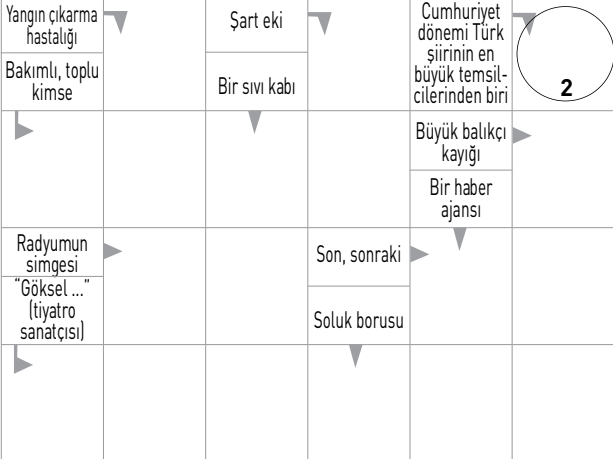 Yangın çıkarma
hastalığı
Bakımlı, toplu
kimse
Şart eki
Bir sıvı kabı
Cumhuriyet
dönemi Türk
şiirinin en
büyük temsil-
cilerinden biri
2
Büyük balıkçı
kayığı
Bir haber
ajansı
Radyumun
simgesi
“Göksel ...”
(tiyatro
sanatçısı)
Son, sonraki
Soluk borusu